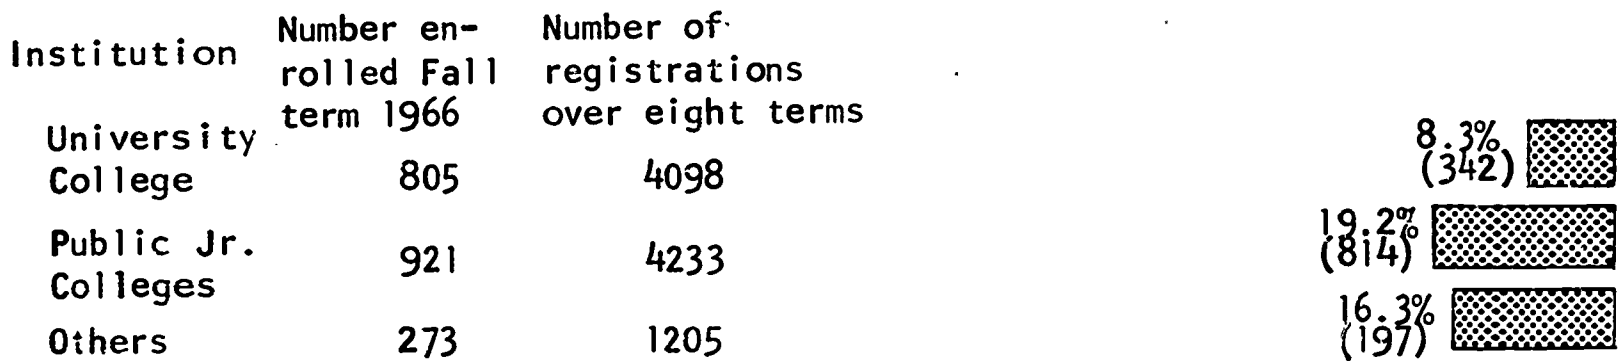 Institution
Number en-
rolled Fall
term 1966
Number of
registrations
over eight terms
University
College
805
4098
8.3%
(342)
Public Jr.
Colleges
921
4233
19.2%
(814)
Others
273
1205
16.3%
(197)